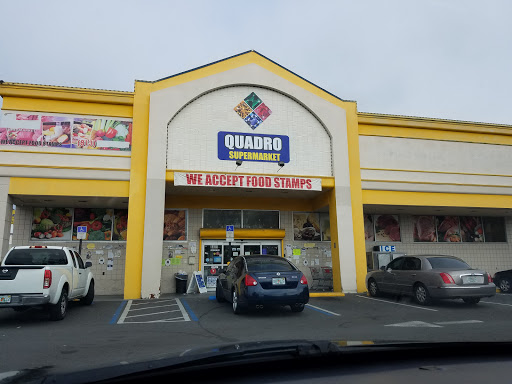 QUADRO
SUPERMARKET
WE ACCEPT FOOD STAMPS
ICE